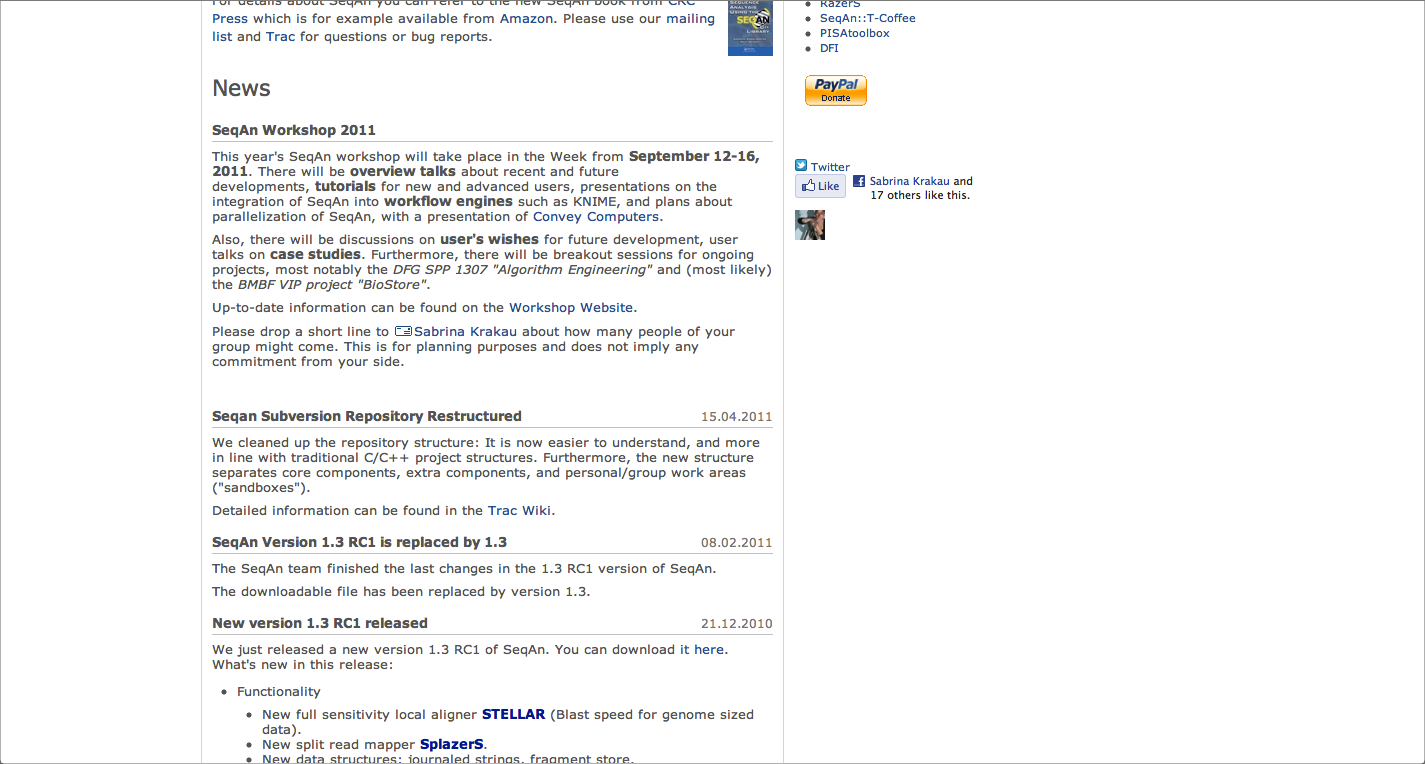 For details about SeqAn you can refer to the new SeqAn book from CRC
Press which is for example available from Amazon. Please use our mailing
list and Trac for questions or bug reports.
SEQUENCE
ANALYSIS
USING THE
SEQAN
LIBRARY
News
SeqAn Workshop 2011
This year's SeqAn workshop will take place in the Week from September 12-16,
2011. There will be overview talks about recent and future
developments, tutorials for new and advanced users, presentations on the
integration of SeqAn into workflow engines such as KNIME, and plans about
parallelization of SeqAn, with a presentation of Convey Computers.
Also, there will be discussions on user's wishes for future development, user
talks on case studies. Furthermore, there will be breakout sessions for ongoing
projects, most notably the DFG SPP 1307 "Algorithm Engineering" and (most likely)
the BMBF VIP project "BioStore".
Up-to-date information can be found on the Workshop Website.
Please drop a short line to Sabrina Krakau about how many people of your
group might come. This is for planning purposes and does not imply any
commitment from your side.
Seqan Subversion Repository Restructured 15.04.2011
We cleaned up the repository structure: It is now easier to understand, and more
in line with traditional C/C++ project structures. Furthermore, the new structure
separates core components, extra components, and personal/group work areas
("sandboxes").
Detailed information can be found in the Trac Wiki.
SeqAn Version 1.3 RC1 is replaced by 1.3 08.02.2011
The SeqAn team finished the last changes in the 1.3 RC1 version of SeqAn.
The downloadable file has been replaced by version 1.3.
New version 1.3 RC1 released 21.12.2010
We just released a new version 1.3 RC1 of SeqAn. You can download it here.
What's new in this release:
Functionality
New full sensitivity local aligner STELLAR (Blast speed for genome sized
data).
New split read mapper SplazerS.
New data structures: journaled strings, fragment store.
RazerS
SeqAn::T-Coffee
PISAtoolbox
DFI
PayPal
Donate
Twitter
Like
Sabrina Krakau and
17 others like this.